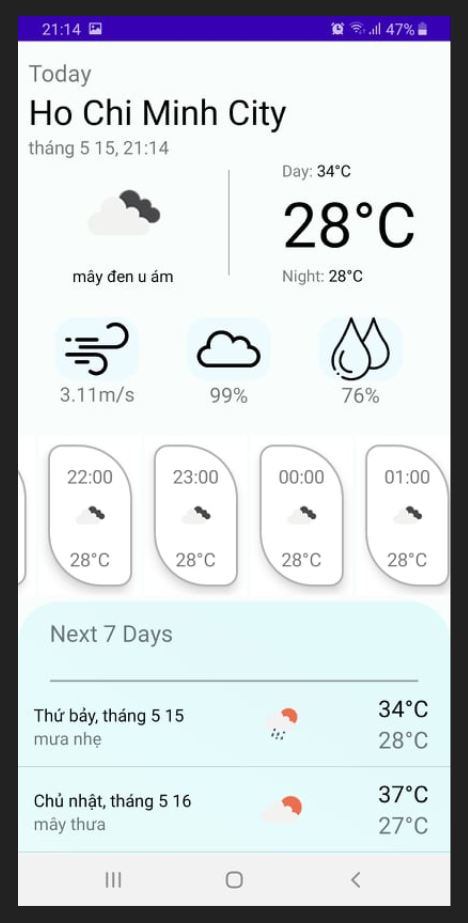 21:14 47%
Today
Ho Chi Minh City
tháng 5 15, 21:14
Day: 34°C
28°C
mây đen u ám
Night: 28°C
3.11m/s 99% 76%
22:00 23:00 00:00 01:00
28°C 28°C 28°C 28°C
Next 7 Days
Thứ bảy, tháng 5 15 34°C
mưa nhẹ 28°C
Chủ nhật, tháng 5 16 37°C
mây thưa 27°C